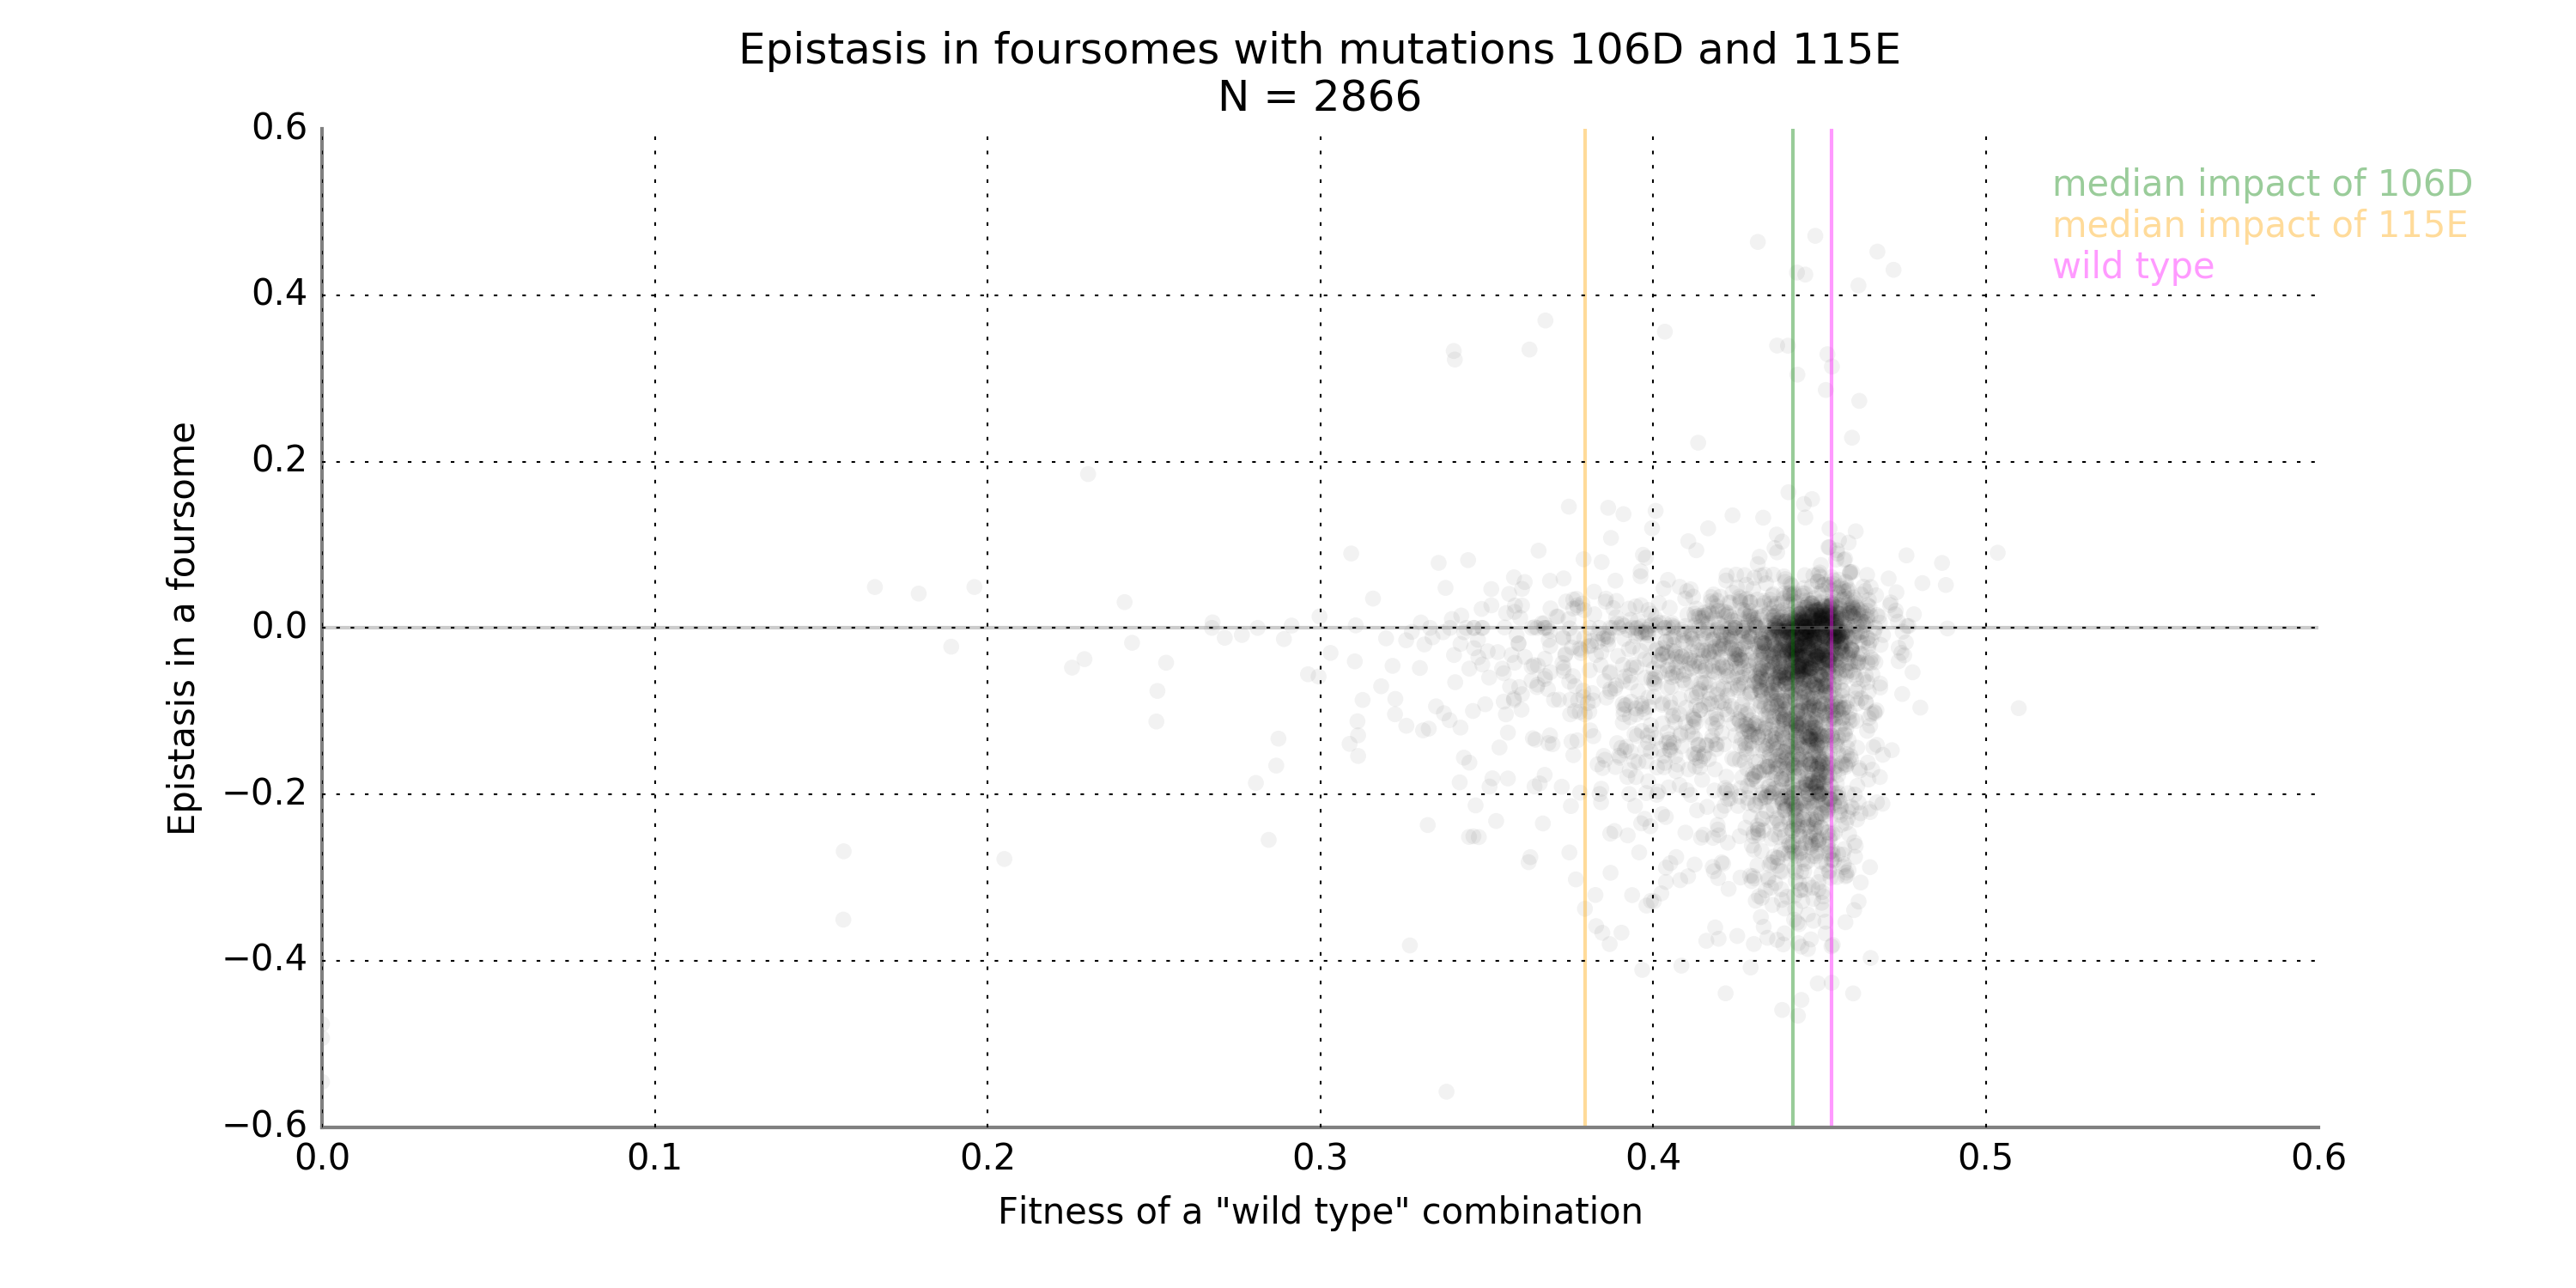 Epistasis in foursomes with mutations 106D and 115E
N = 2866
median impact of 106D
median impact of 115E
wild type
Epistasis in a foursome
0.6
0.4
0.2
0.0
−0.2
−0.4
−0.6
0.0 0.1 0.2 0.3 0.4 0.5 0.6
Fitness of a "wild type" combination